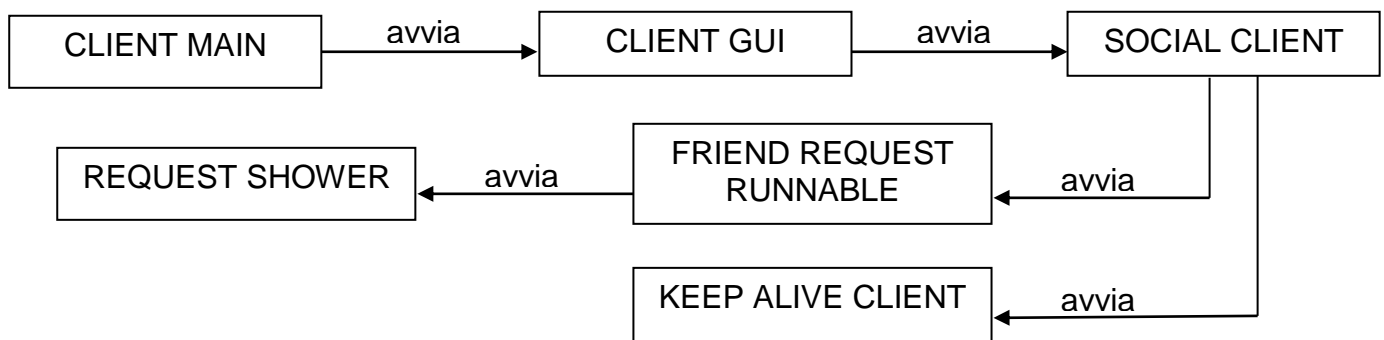 CLIENT MAIN
avvia
CLIENT GUI
avvia
SOCIAL CLIENT
REQUEST SHOWER
avvia
FRIEND REQUEST
RUNNABLE
avvia
KEEP ALIVE CLIENT
avvia